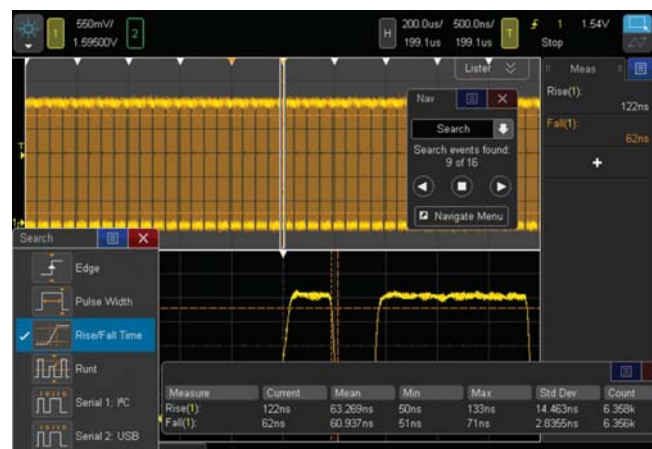 1
550mV/
1.59500V
2
H
200.0us/ 500.0ns/
199.1us 199.1us
T
1 1.54V
Stop
Lister
Meas
Rise(1):
122ns
Fall(1):
62ns
+
Nav
Search
Search events found:
9 of 16
Navigate Menu
T
Search
Edge
Pulse Width
Rise/Fall Time
Runt
Serial 1: I²C
Serial 2: USB
Measure Current Mean Min Max Std Dev Count
Rise(1): 122ns 63.269ns 50ns 133ns 14.463ns 6.358k
Fall(1): 62ns 60.937ns 51ns 71ns 2.8355ns 6.356k